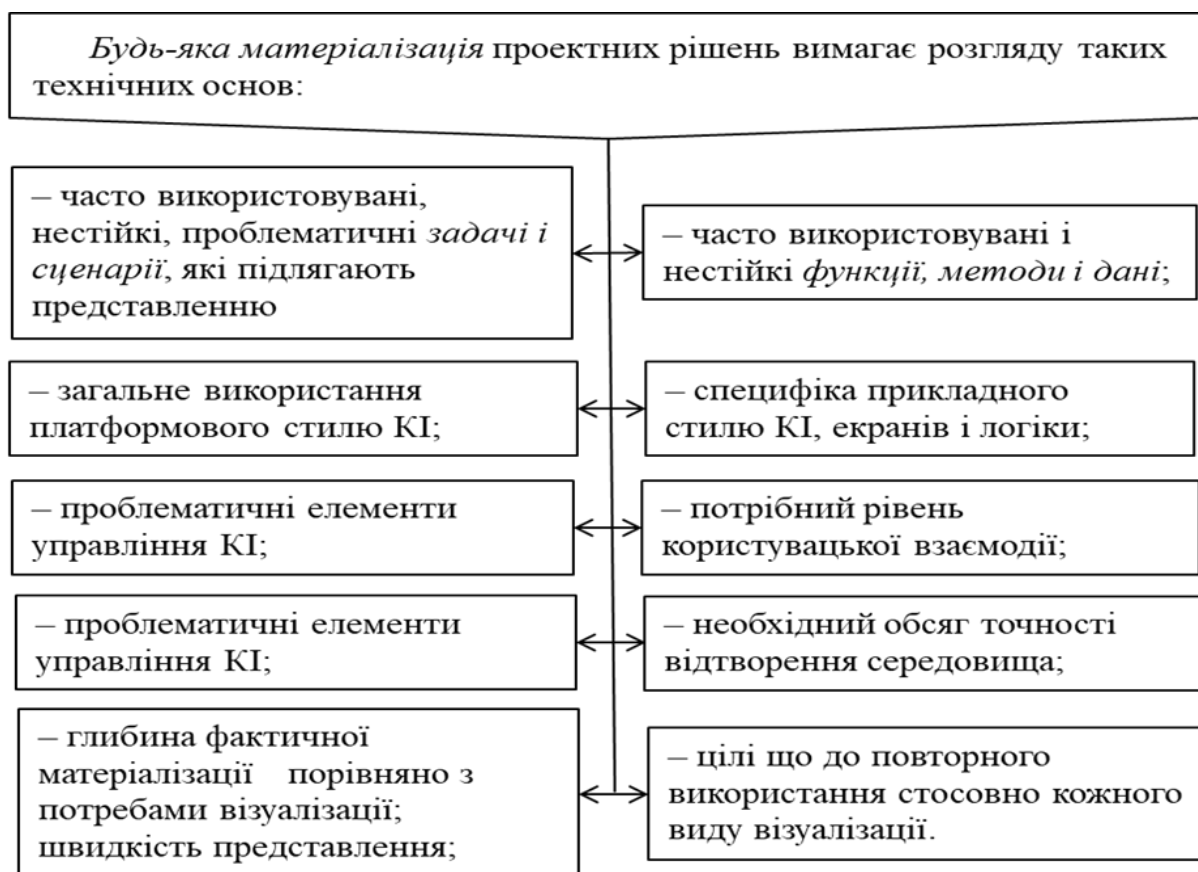 Будь-яка матеріалізація проектних рішень вимагає розгляду таких
технічних основ:
– часто використовувані,
нестійкі, проблематичні задачі і
сценарії, які підлягають
представленню
– часто використовувані і
нестійкі функції, методи і дані;
– загальне використання
платформового стилю КІ;
– специфіка прикладного
стилю КІ, екранів і логіки;
– проблематичні елементи
управління КІ;
– потрібний рівень
користувацької взаємодії;
– проблематичні елементи
управління КІ;
– необхідний обсяг точності
відтворення середовища;
– глибина фактичної
матеріалізації порівняно з
потребами візуалізації;
швидкість представлення;
– цілі що до повторного
використання стосовно кожного
виду візуалізації.